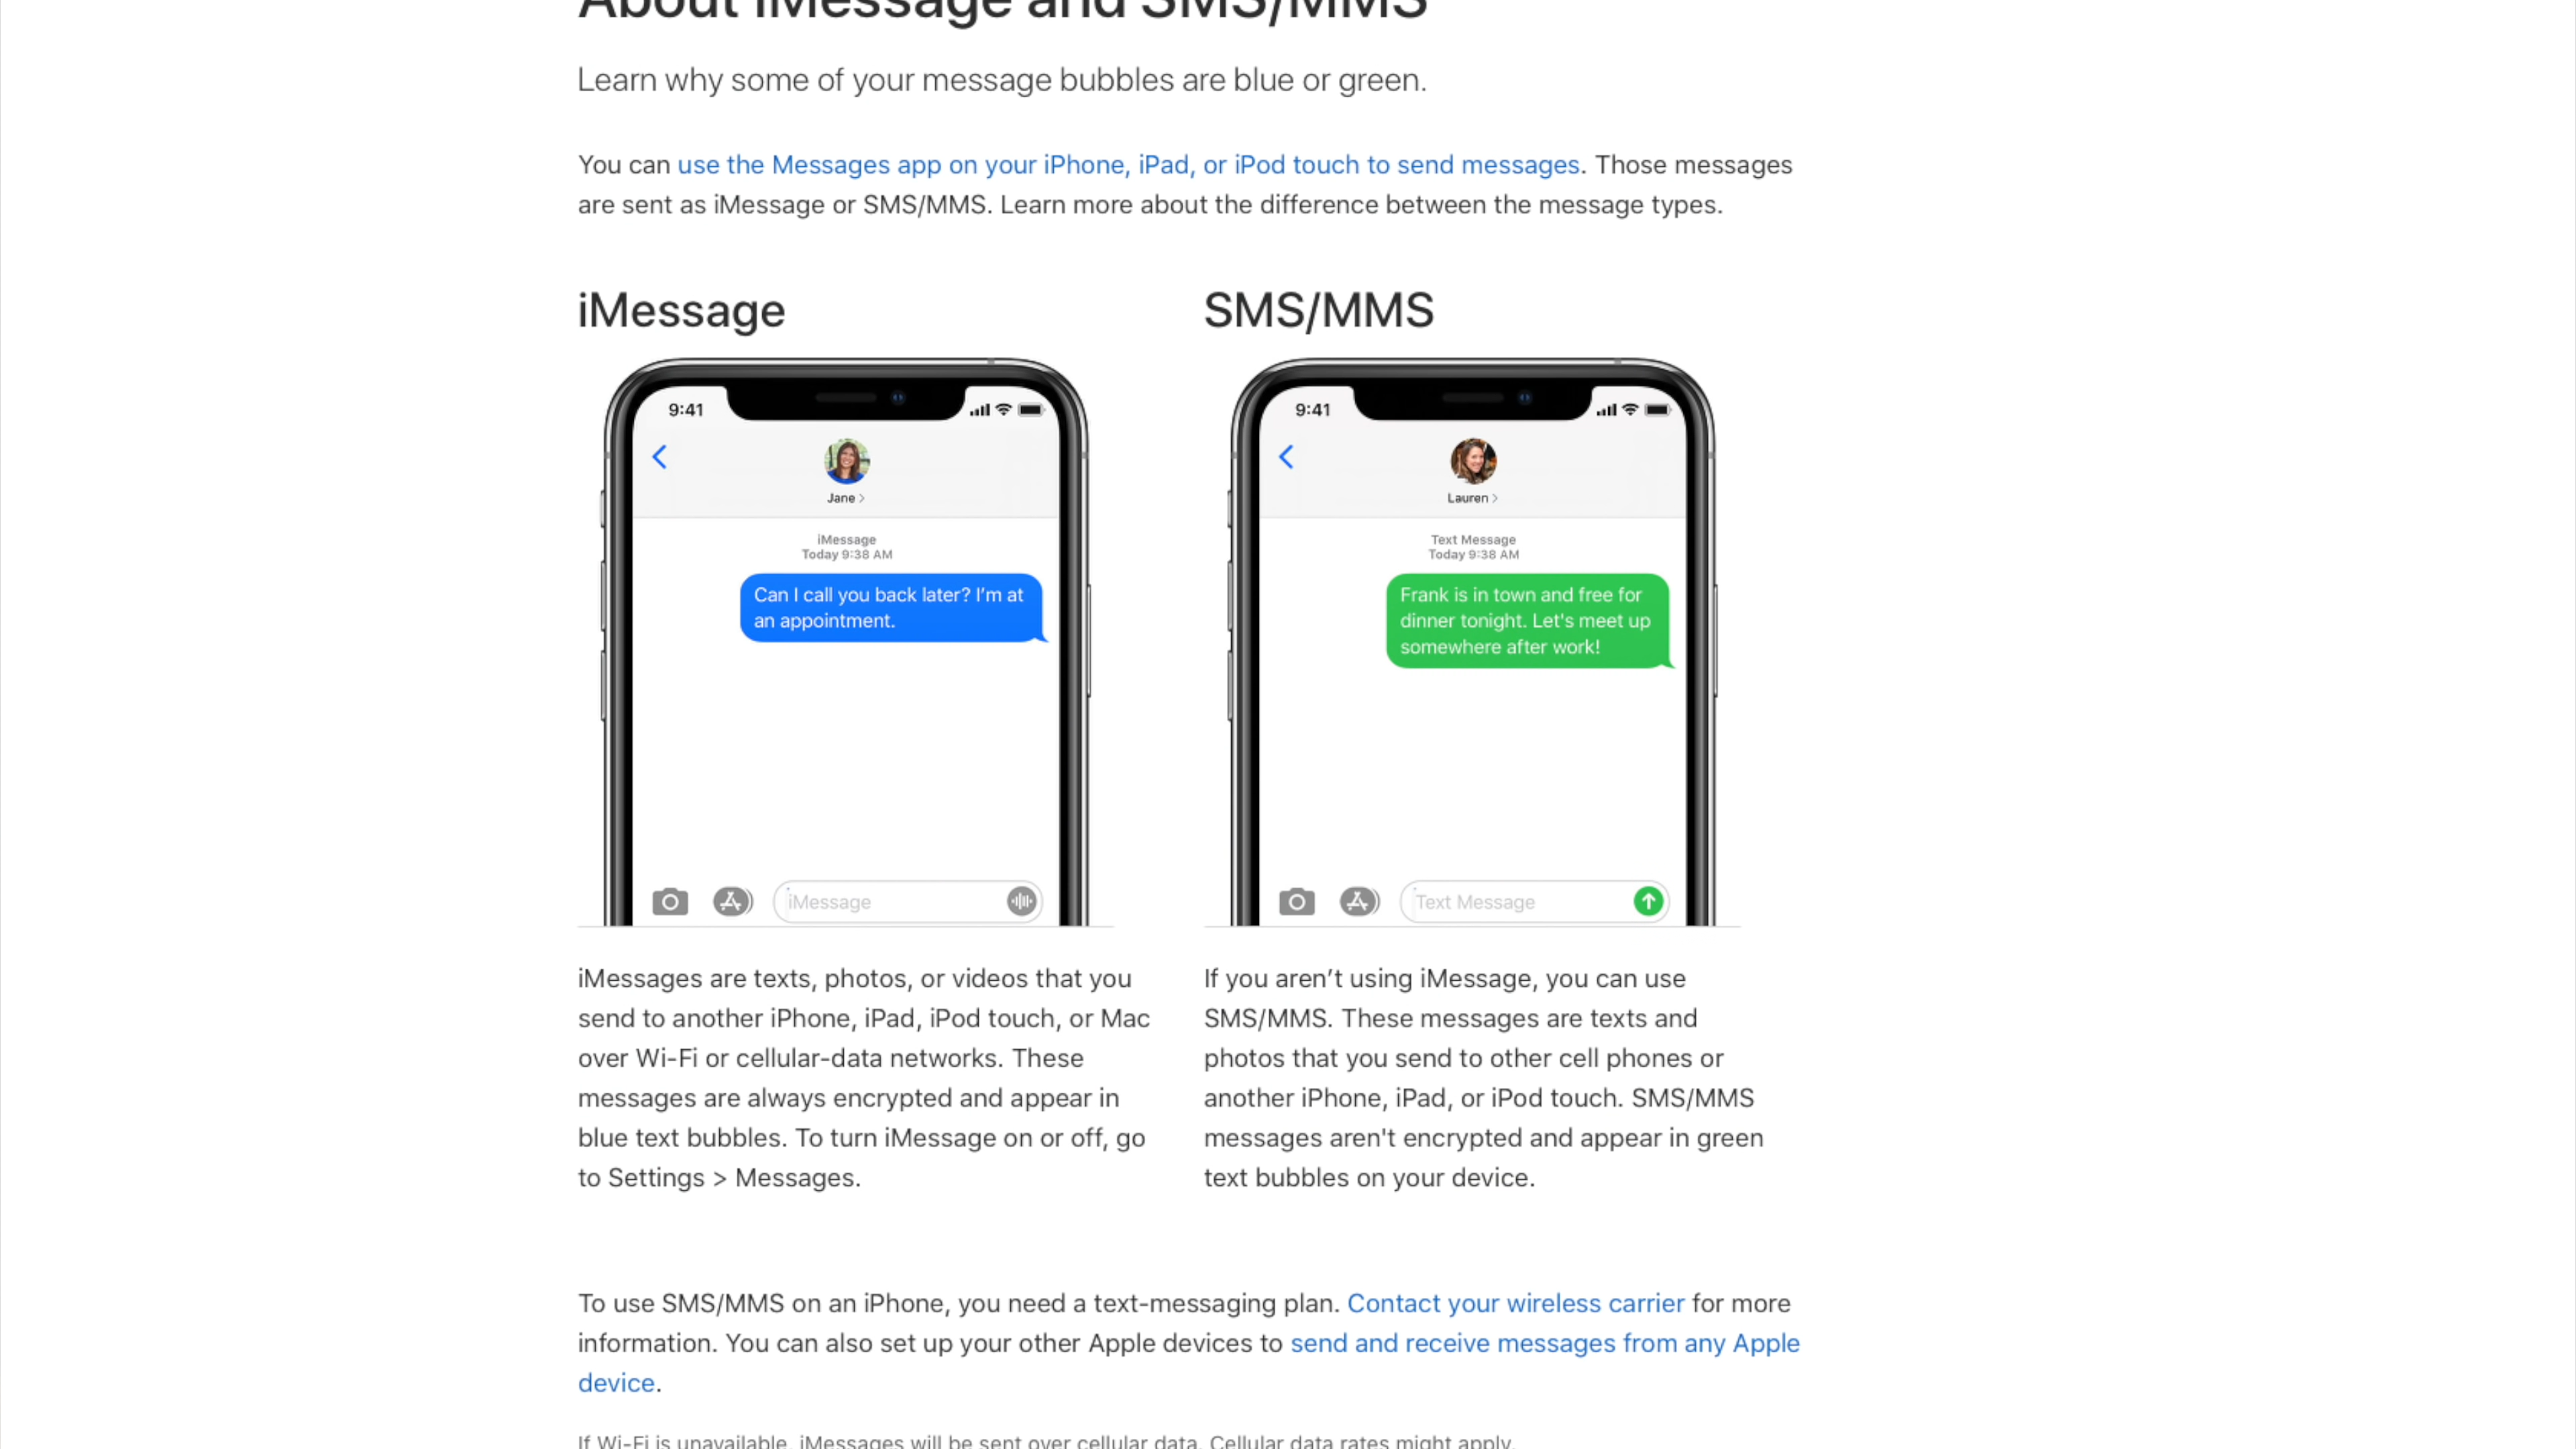 About iMessage and SMS/MMS
Learn why some of your message bubbles are blue or green.
You can use the Messages app on your iPhone, iPad, or iPod touch to send messages. Those messages
are sent as iMessage or SMS/MMS. Learn more about the difference between the message types.
iMessage
9:41
Jane
iMessage
Today 9:38 AM
Can I call you back later? I’m at
an appointment.
iMessage
iMessages are texts, photos, or videos that you
send to another iPhone, iPad, iPod touch, or Mac
over Wi-Fi or cellular-data networks. These
messages are always encrypted and appear in
blue text bubbles. To turn iMessage on or off, go
to Settings > Messages.
SMS/MMS
9:41
Lauren
Text Message
Today 9:38 AM
Frank is in town and free for
dinner tonight. Let's meet up
somewhere after work!
Text Message
If you aren’t using iMessage, you can use
SMS/MMS. These messages are texts and
photos that you send to other cell phones or
another iPhone, iPad, or iPod touch. SMS/MMS
messages aren't encrypted and appear in green
text bubbles on your device.
To use SMS/MMS on an iPhone, you need a text-messaging plan. Contact your wireless carrier for more
information. You can also set up your other Apple devices to send and receive messages from any Apple
device.
If Wi-Fi is unavailable, iMessages will be sent over cellular data. Cellular data rates might apply.